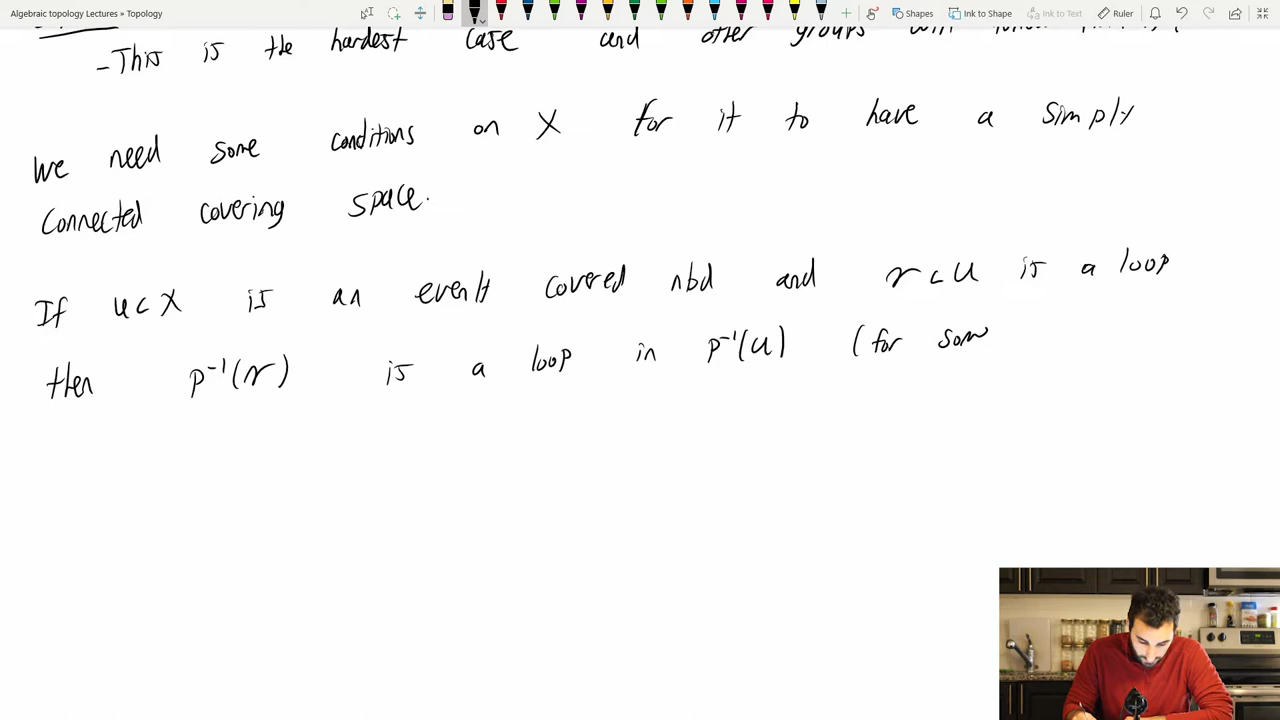 Algebraic topology Lectures » Topology
Shapes
Ink to Shape
Ink to Text
Ruler
- This is the hardest case and other groups
We need some conditions on X for it to have a simply
Connected covering space.
If U ⊂ X is an evenly covered nbd and γ ⊂ U is a loop
then p⁻¹(γ) is a loop in p⁻¹(U) (for some